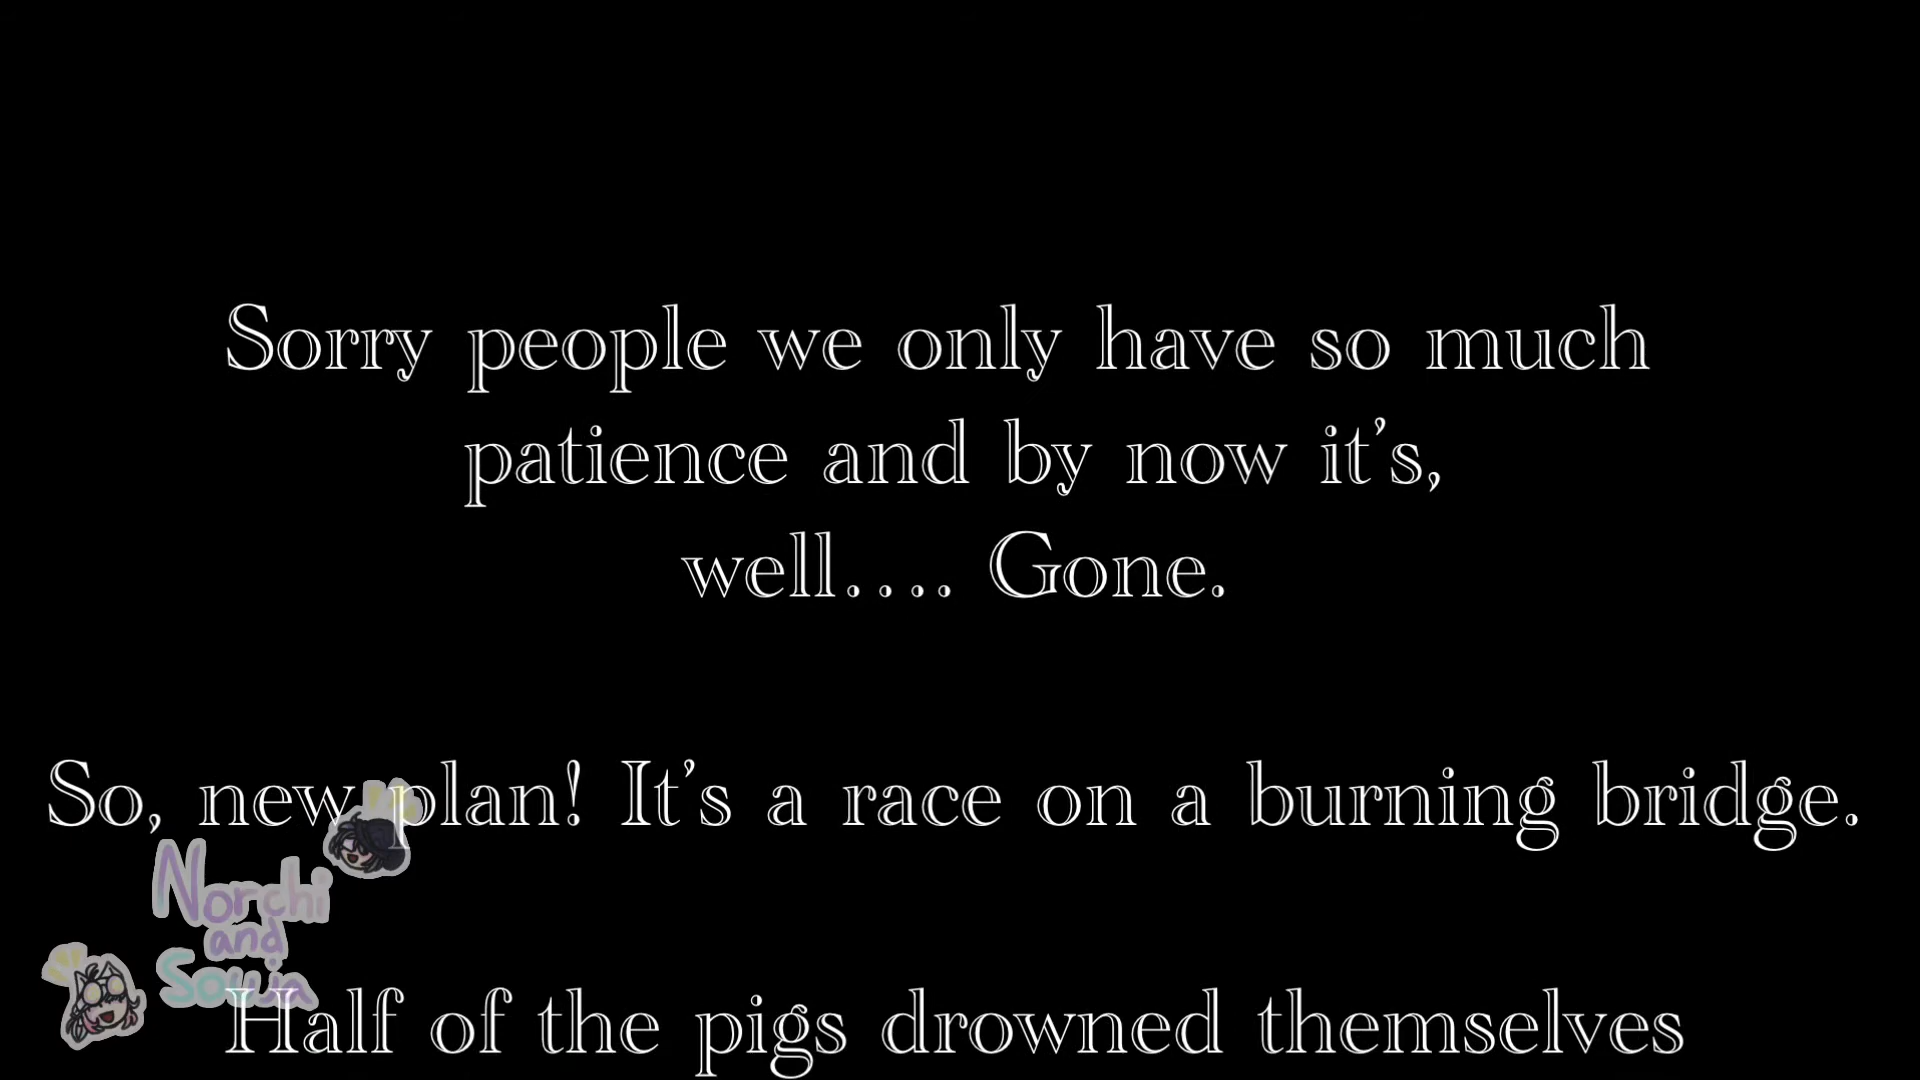 Sorry people we only have so much
patience and by now it's,
well.... Gone.
So, new plan! It's a race on a burning bridge.
Norchi
and
Souja
Half of the pigs drowned themselves